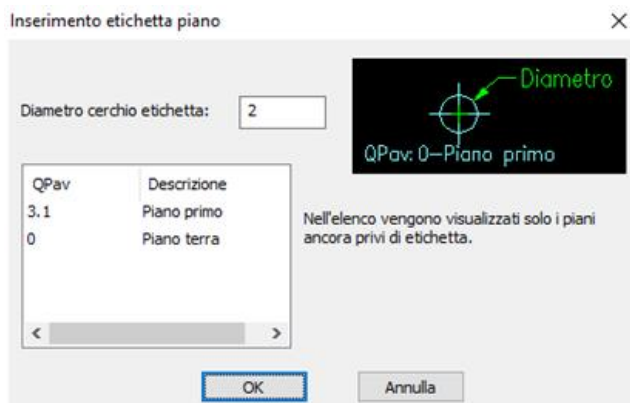 Inserimento etichetta piano
Diametro cerchio etichetta: 2
Diametro
QPav: 0-Piano primo
QPav Descrizione
3.1 Piano primo
0 Piano terra
Nell'elenco vengono visualizzati solo i piani
ancora privi di etichetta.
OK Annulla